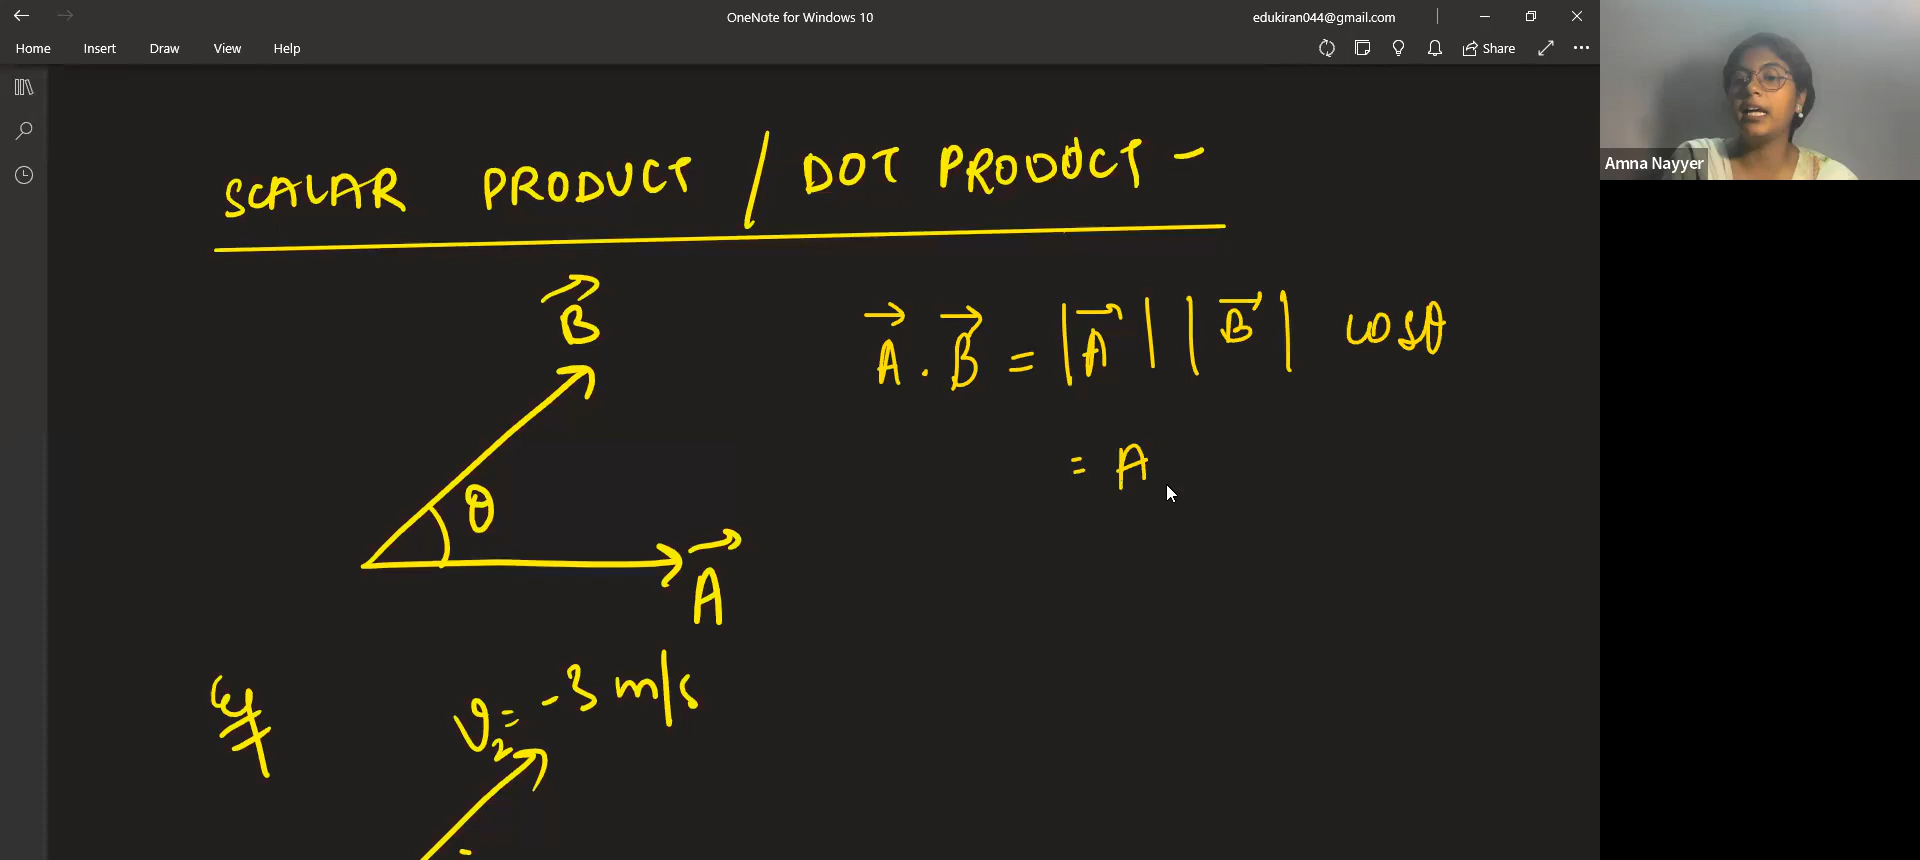 OneNote for Windows 10
edukiran044@gmail.com
Home Insert Draw View Help
Share
Amna Nayyer
SCALAR PRODUCT / DOT PRODUCT -
B
A . B = |A| |B| cosθ
= A
θ
A
eg
v₂ = -3 m/s